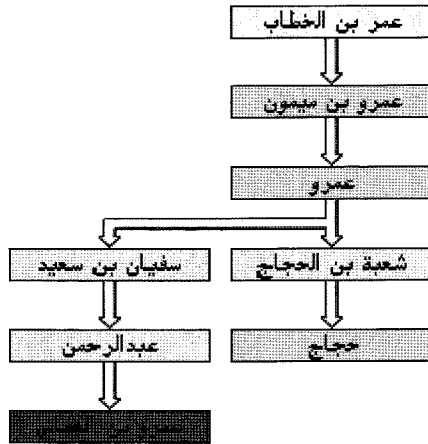 عمر بن الخطاب
عمرو بن ميمون
عمرو
شعبة بن الحجاج
سفيان بن سعيد
حجاج
عبدالرحمن